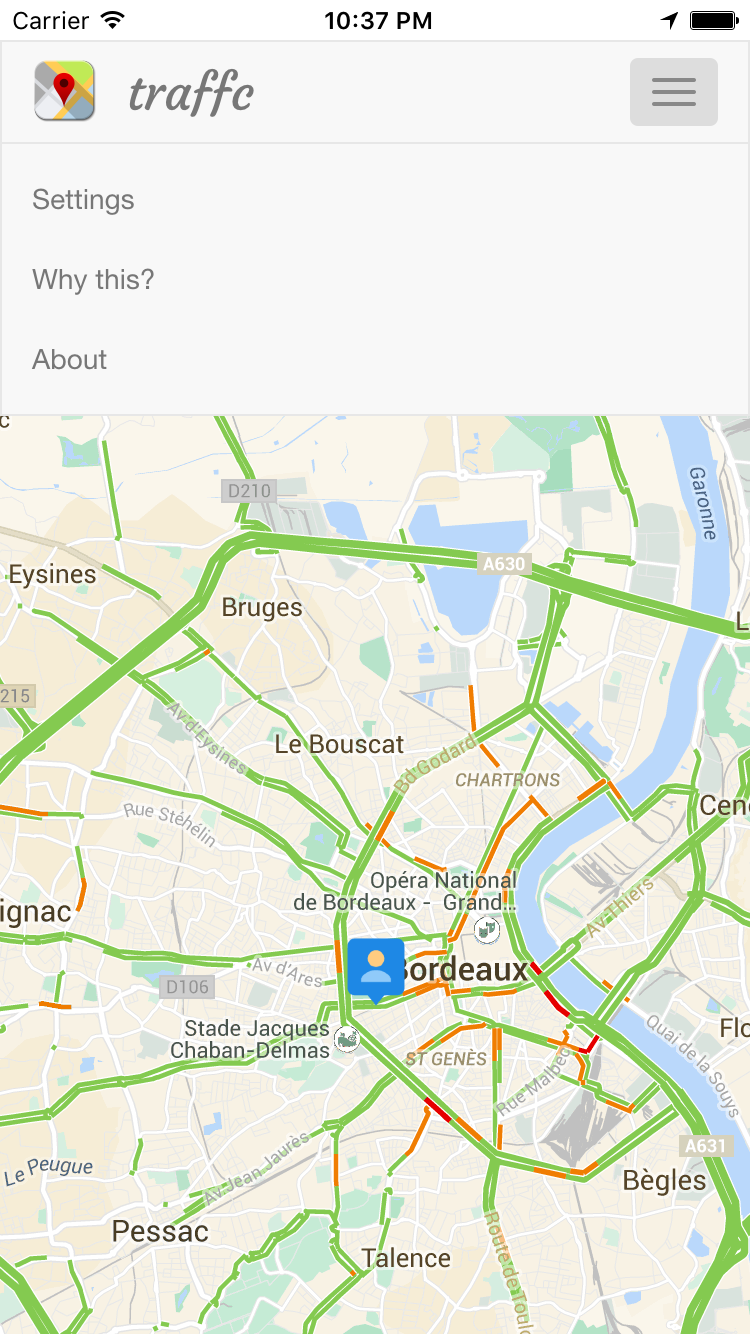 Carrier 10:37 PM
traffc
Settings
Why this?
About
c
D210
Garonne
A630
Eysines
Bruges
L
215
Av d'Eysines
Le Bouscat
Bd Godard
CHARTRONS
Rue Stéhélin
Cen
Opéra National
de Bordeaux - Grand...
Av Thiers
ignac
Av d'Ares
Bordeaux
D106
Stade Jacques
Chaban-Delmas
Flo
Quai de la Souys
ST GENÈS
Rue Malbec
A631
Le Peugue
Av Jean Jaurès
Bègles
Pessac
Talence
Route de Toulo